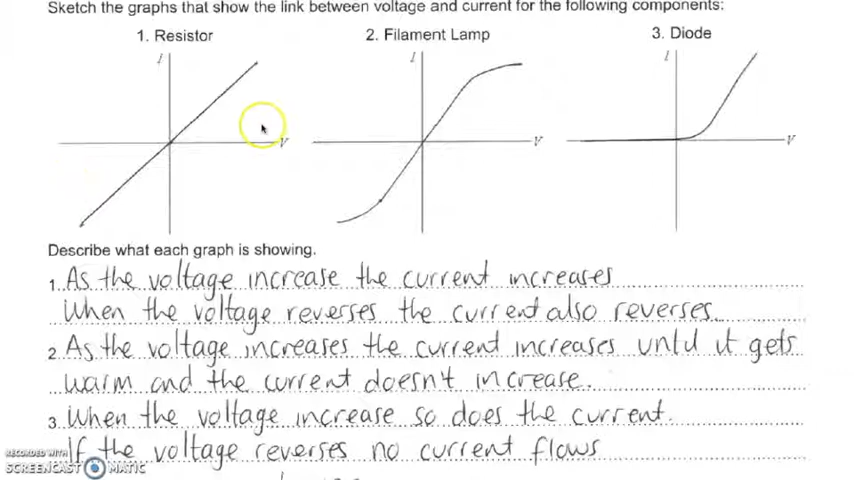 Sketch the graphs that show the link between voltage and current for the following components:
1. Resistor 2. Filament Lamp 3. Diode
I I I
V V V
Describe what each graph is showing.
1. As the voltage increase the current increases
When the voltage reverses the current also reverses.
2. As the voltage increases the current increases until it gets
warm and the current doesn't increase.
3. When the voltage increase so does the current.
If the voltage reverses no current flows
RECORDED WITH
SCREENCAST MATIC